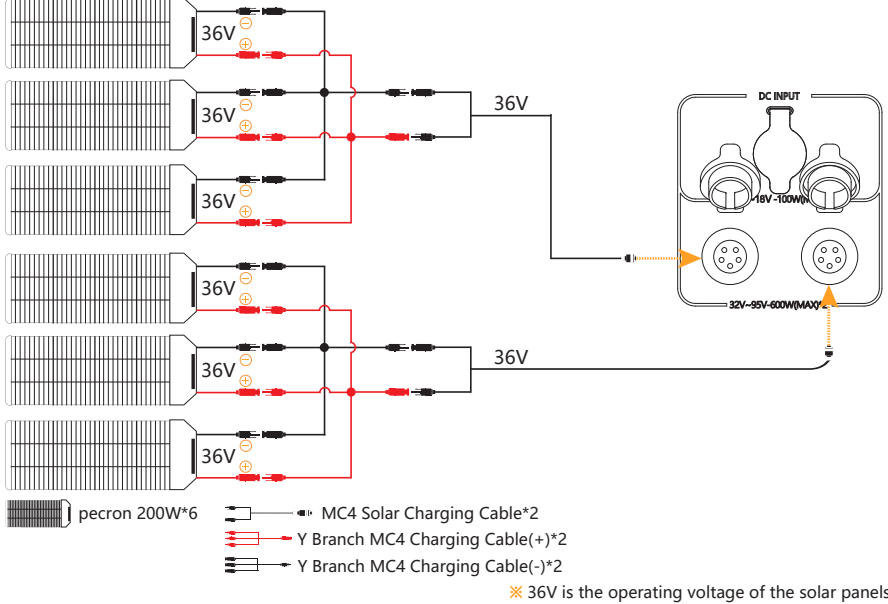 36V
36V
36V
36V
DC INPUT
18V -100W(
32V~95V-600W(MAX)*2
36V
36V
36V
36V
pecron 200W*6
MC4 Solar Charging Cable*2
Y Branch MC4 Charging Cable(+)*2
Y Branch MC4 Charging Cable(-)*2
※ 36V is the operating voltage of the solar panels